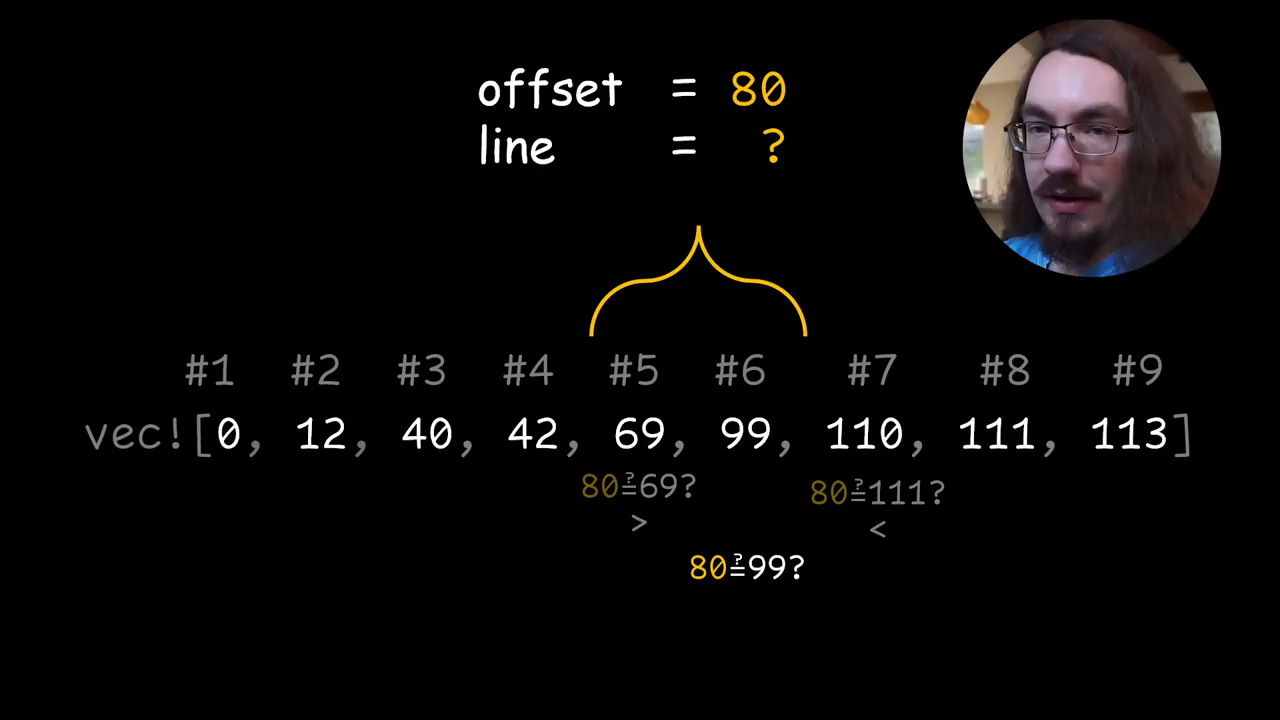 offset = 80
line = ?
#1 #2 #3 #4 #5 #6 #7 #8 #9
vec![0, 12, 40, 42, 69, 99, 110, 111, 113]
80≟69? 80≟111?
> <
80≟99?